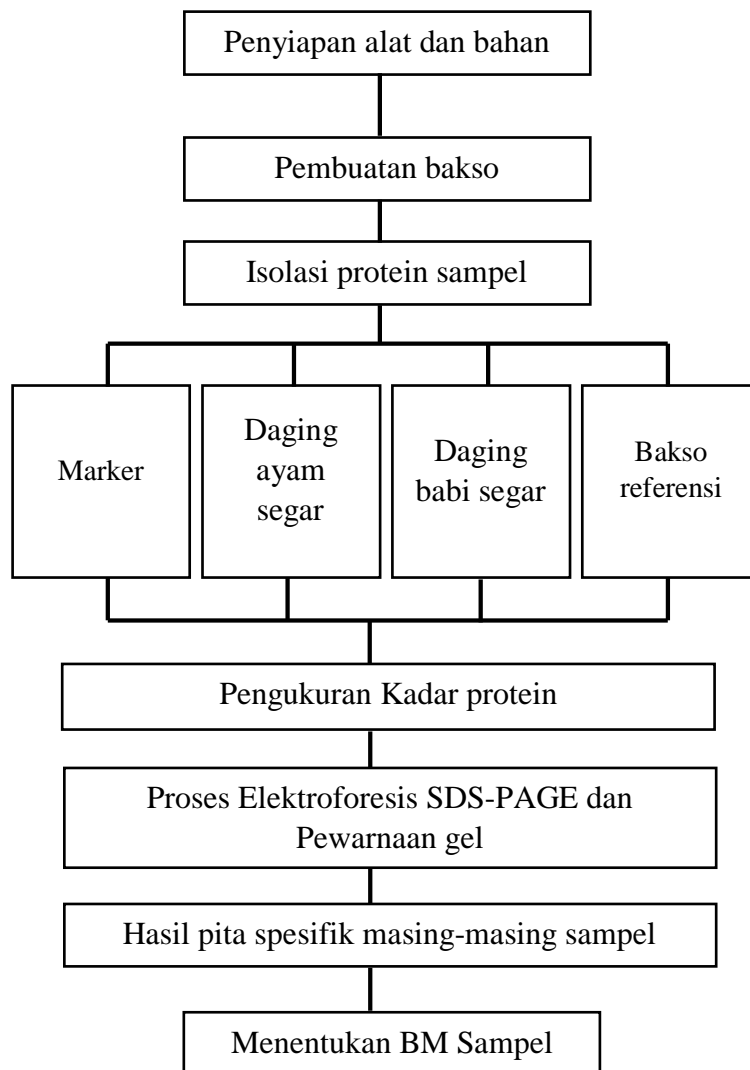 Penyiapan alat dan bahan
Pembuatan bakso
Isolasi protein sampel
Marker
Daging
ayam
segar
Daging
babi segar
Bakso
referensi
Pengukuran Kadar protein
Proses Elektroforesis SDS-PAGE dan
Pewarnaan gel
Hasil pita spesifik masing-masing sampel
Menentukan BM Sampel